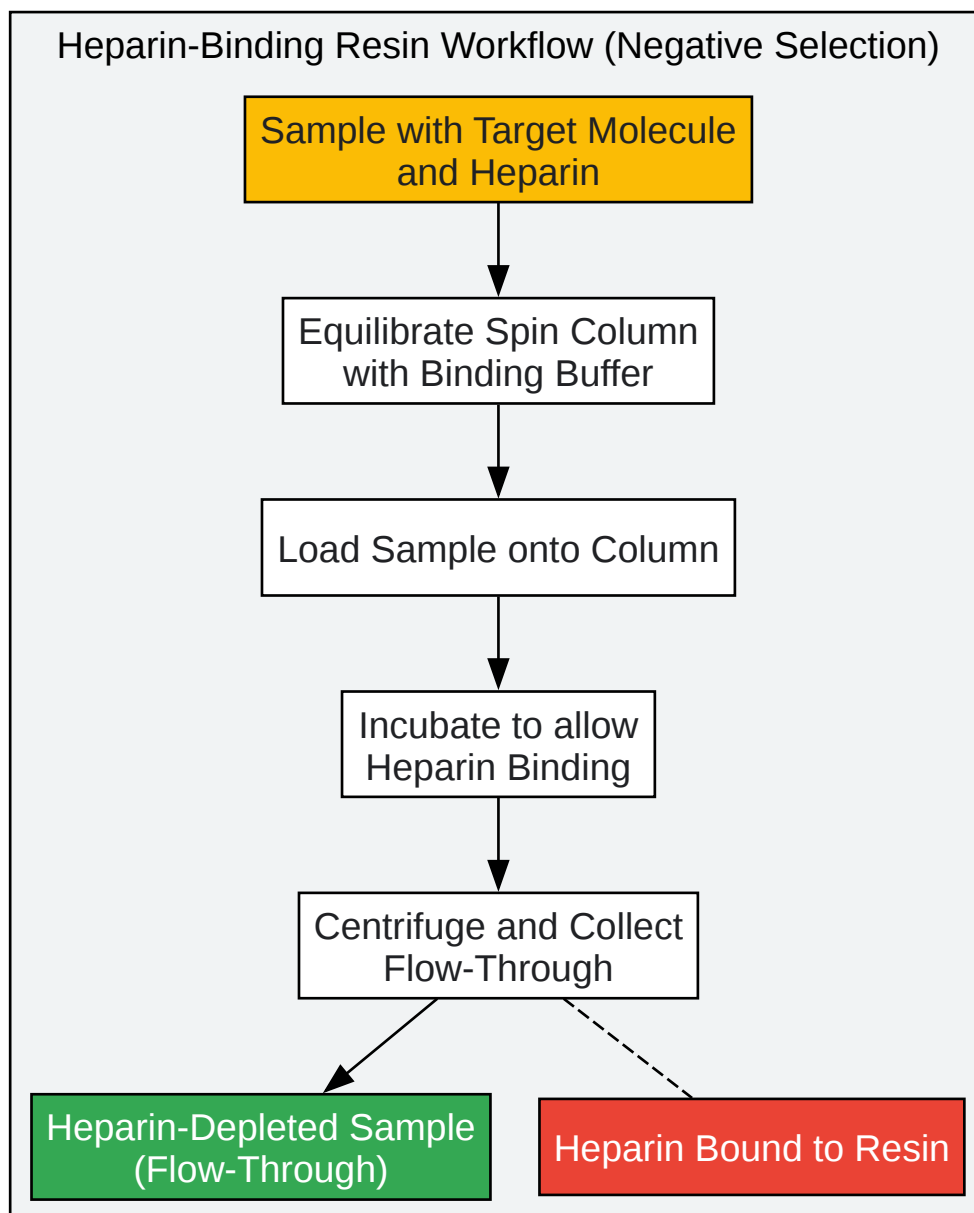 Heparin-Binding Resin Workflow (Negative Selection)
Sample with Target Molecule
and Heparin
Equilibrate Spin Column
with Binding Buffer
Load Sample onto Column
Incubate to allow
Heparin Binding
Centrifuge and Collect
Flow-Through
Heparin-Depleted Sample
(Flow-Through)
Heparin Bound to Resin